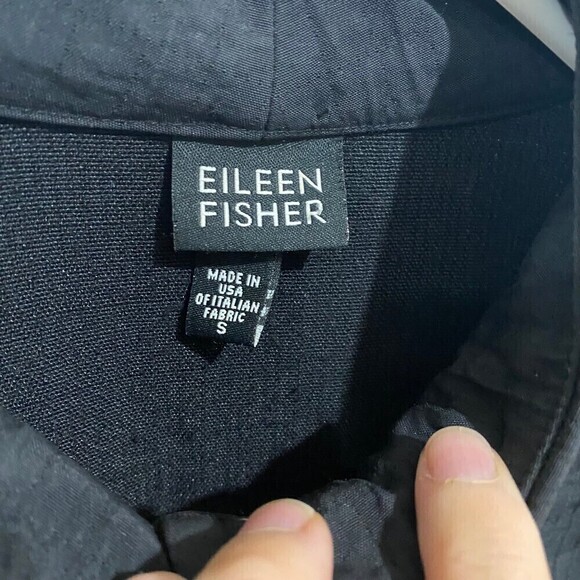 EILEEN
FISHER
MADE IN
USA
OF ITALIAN
FABRIC
S